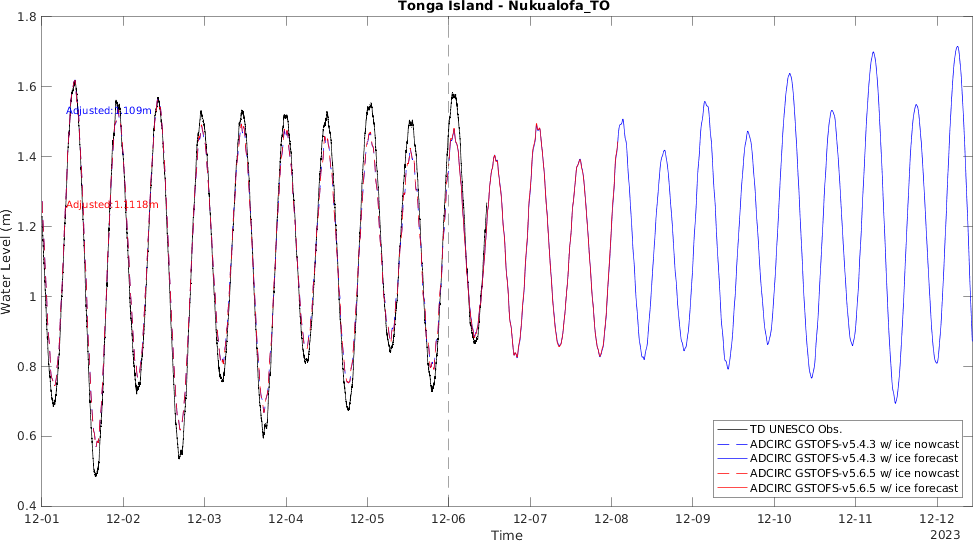 Tonga Island - Nukualofa_TO
Water Level (m)
1.8
1.6
1.4
1.2
1
0.8
0.6
0.4
Adjusted:
109m
Adjusted:1.1118m
TD UNESCO Obs.
ADCIRC GSTOFS-v5.4.3 w/ ice nowcast
ADCIRC GSTOFS-v5.4.3 w/ ice forecast
ADCIRC GSTOFS-v5.6.5 w/ ice nowcast
ADCIRC GSTOFS-v5.6.5 w/ ice forecast
12-01 12-02 12-03 12-04 12-05 12-06 12-07 12-08 12-09 12-10 12-11 12-12
Time
2023